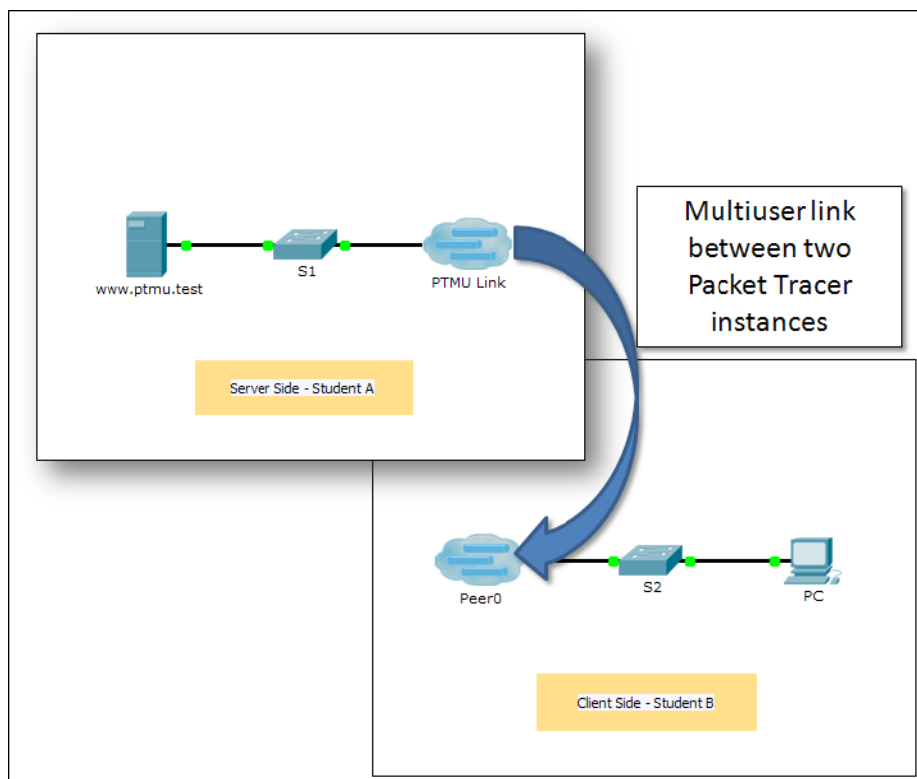 Multiuser link
between two
Packet Tracer
instances
www.ptmu.test
S1
PTMU Link
Server Side - Student A
Peer0
S2
PC
Client Side - Student B